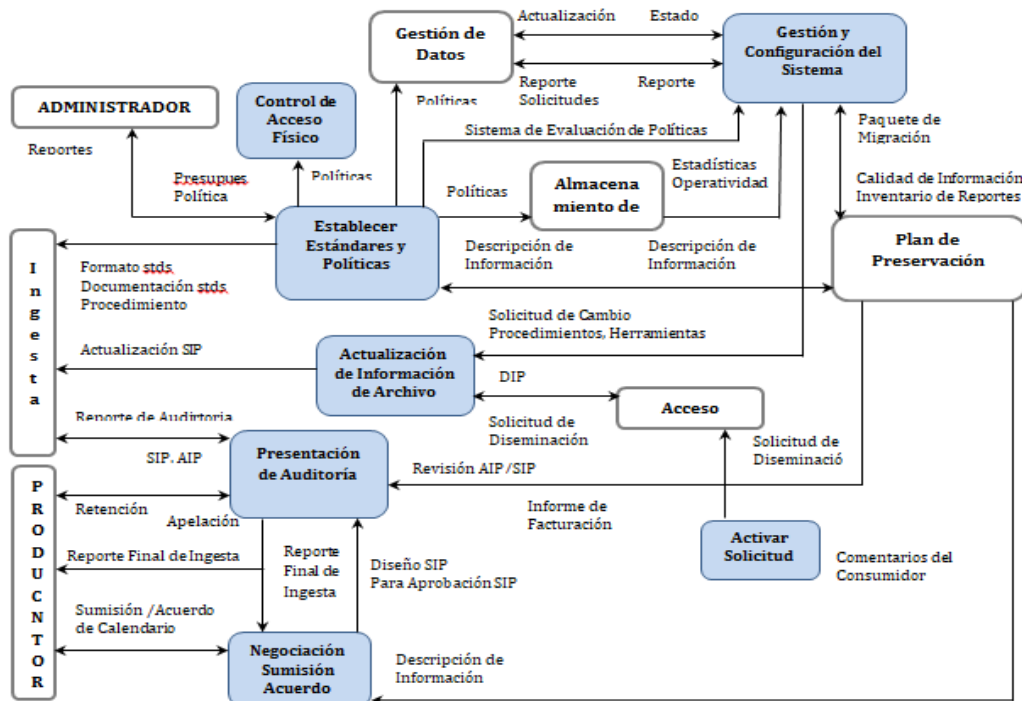 Actualización
Estado
Gestión de
Datos
Gestión y
Configuración del
Sistema
Reporte
Solicitudes
Reporte
ADMINISTRADOR
Control de
Acceso
Físico
Políticas
Sistema de Evaluación de Políticas
Paquete de
Migración
Reportes
Presupues
Política
Políticas
Políticas
Almacena
miento de
Estadísticas
Operatividad
Calidad de Información
Inventario de Reportes
Establecer
Estándares y
Políticas
Descripción de
Información
Descripción de
Información
Plan de
Preservación
I
n
g
e
s
t
a
Formato stds
Documentación stds
Procedimiento
Solicitud de Cambio
Procedimientos, Herramientas
Actualización SIP
Actualización
de Información
de Archivo
DIP
Acceso
Solicitud de
Diseminación
Solicitud de
Diseminació
Reporte de Audirtoria
SIP. AIP
Presentación
de Auditoría
Revisión AIP/SIP
P
R
O
D
U
C
N
T
O
R
Retención
Apelación
Informe de
Facturación
Activar
Solicitud
Comentarios del
Consumidor
Reporte Final de Ingesta
Reporte
Final de
Ingesta
Diseño SIP
Para Aprobación SIP
Sumisión /Acuerdo
de Calendario
Negociación
Sumisión
Acuerdo
Descripción de
Información